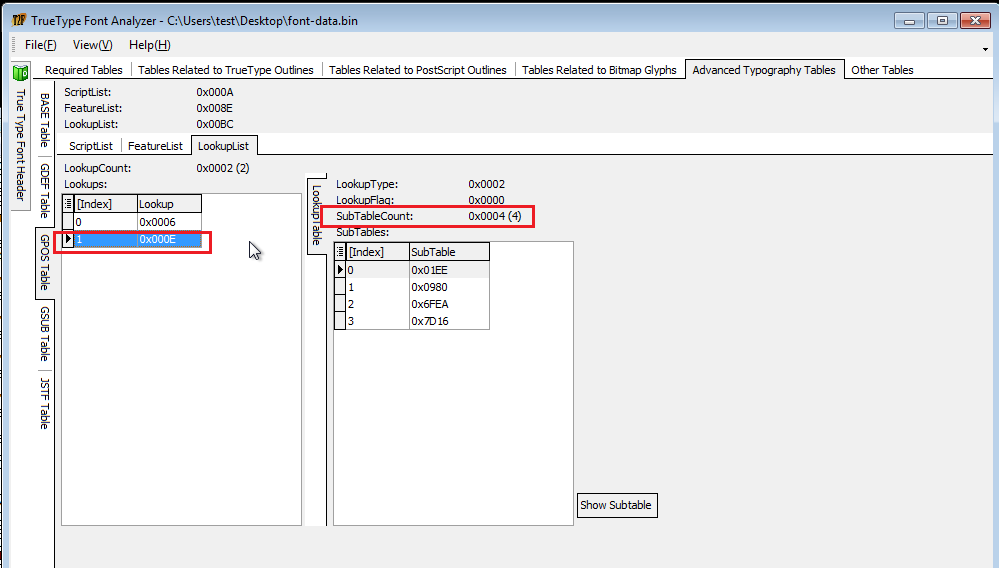 TrueType Font Analyzer - C:\Users\test\Desktop\font-data.bin
File(F) View(V) Help(H)
True Type Font Header
Required Tables Tables Related to TrueType Outlines Tables Related to PostScript Outlines Tables Related to Bitmap Glyphs Advanced Typography Tables Other Tables
BASE Table
GDEF Table
GPOS Table
GSUB Table
JSTF Table
ScriptList: 0x000A
FeatureList: 0x008E
LookupList: 0x00BC
ScriptList FeatureList LookupList
LookupCount: 0x0002 (2)
Lookups:
[Index] Lookup
0 0x0006
1 0x000E
LookupTable
LookupType: 0x0002
LookupFlag: 0x0000
SubTableCount: 0x0004 (4)
SubTables:
[Index] SubTable
0 0x01EE
1 0x0980
2 0x6FEA
3 0x7D16
Show Subtable